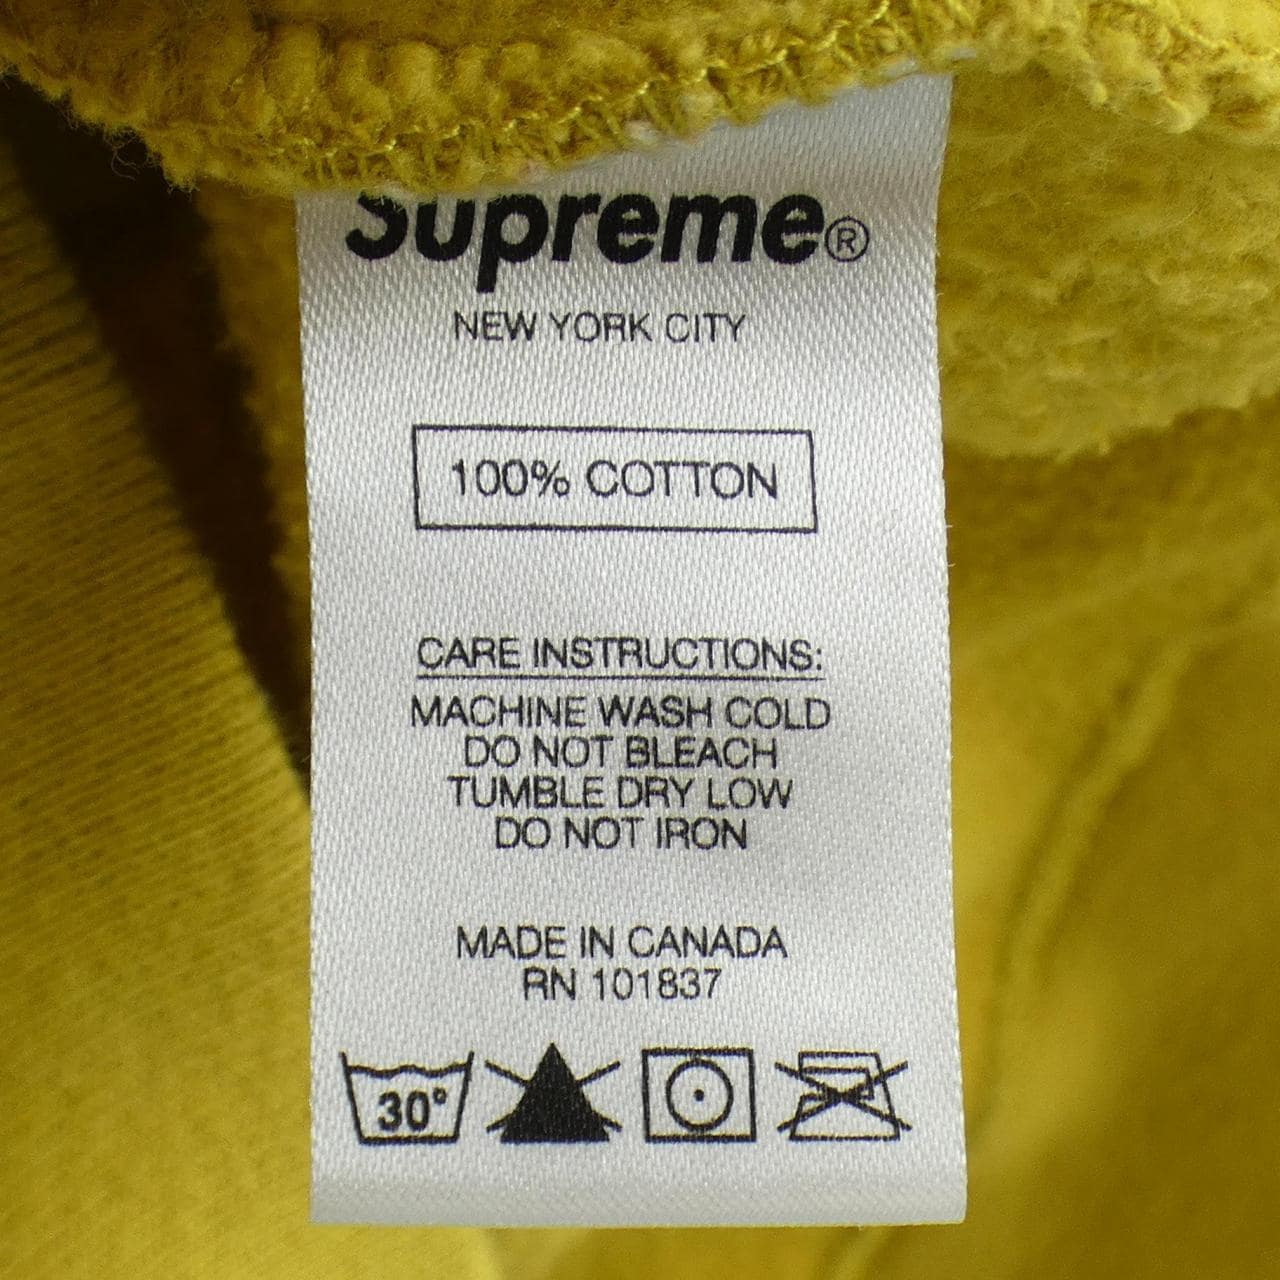 Supreme®
NEW YORK CITY
100% COTTON
CARE INSTRUCTIONS:
MACHINE WASH COLD
DO NOT BLEACH
TUMBLE DRY LOW
DO NOT IRON
MADE IN CANADA
RN 101837
30°